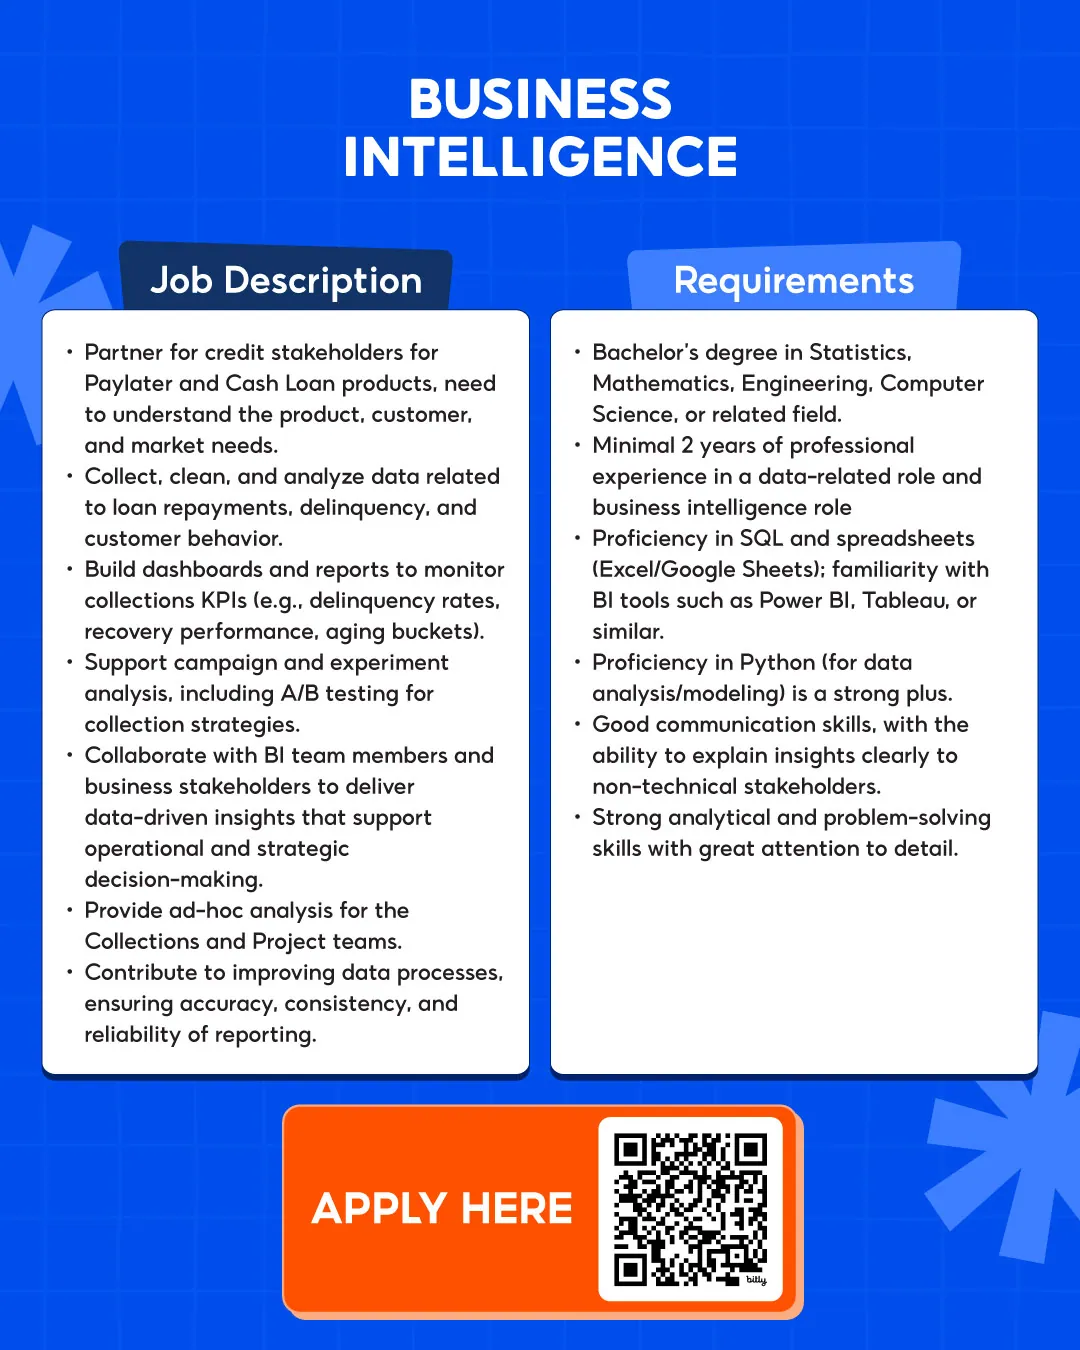 BUSINESS
INTELLIGENCE
Job Description
• Partner for credit stakeholders for
Paylater and Cash Loan products, need
to understand the product, customer,
and market needs.
• Collect, clean, and analyze data related
to loan repayments, delinquency, and
customer behavior.
• Build dashboards and reports to monitor
collections KPIs (e.g., delinquency rates,
recovery performance, aging buckets).
• Support campaign and experiment
analysis, including A/B testing for
collection strategies.
• Collaborate with BI team members and
business stakeholders to deliver
data-driven insights that support
operational and strategic
decision-making.
• Provide ad-hoc analysis for the
Collections and Project teams.
• Contribute to improving data processes,
ensuring accuracy, consistency, and
reliability of reporting.
Requirements
• Bachelor's degree in Statistics,
Mathematics, Engineering, Computer
Science, or related field.
• Minimal 2 years of professional
experience in a data-related role and
business intelligence role
• Proficiency in SQL and spreadsheets
(Excel/Google Sheets); familiarity with
BI tools such as Power BI, Tableau, or
similar.
• Proficiency in Python (for data
analysis/modeling) is a strong plus.
• Good communication skills, with the
ability to explain insights clearly to
non-technical stakeholders.
• Strong analytical and problem-solving
skills with great attention to detail.
APPLY HERE
bitly